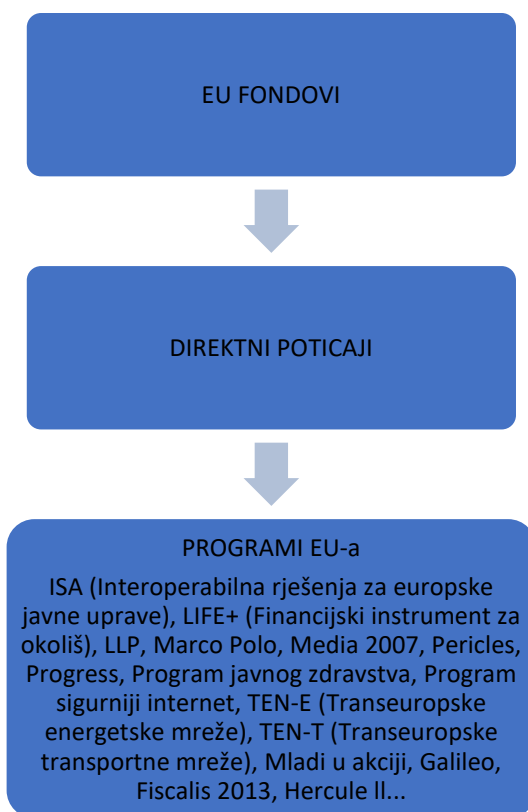 EU FONDOVI
DIREKTNI POTICAJI
PROGRAMI EU-a
ISA (Interoperabilna rješenja za europske
javne uprave), LIFE+ (Financijski instrument za
okoliš), LLP, Marco Polo, Media 2007, Pericles,
Progress, Program javnog zdravstva, Program
sigurniji internet, TEN-E (Transeuropske
energetske mreže), TEN-T (Transeuropske
transportne mreže), Mladi u akciji, Galileo,
Fiscalis 2013, Hercule ll...